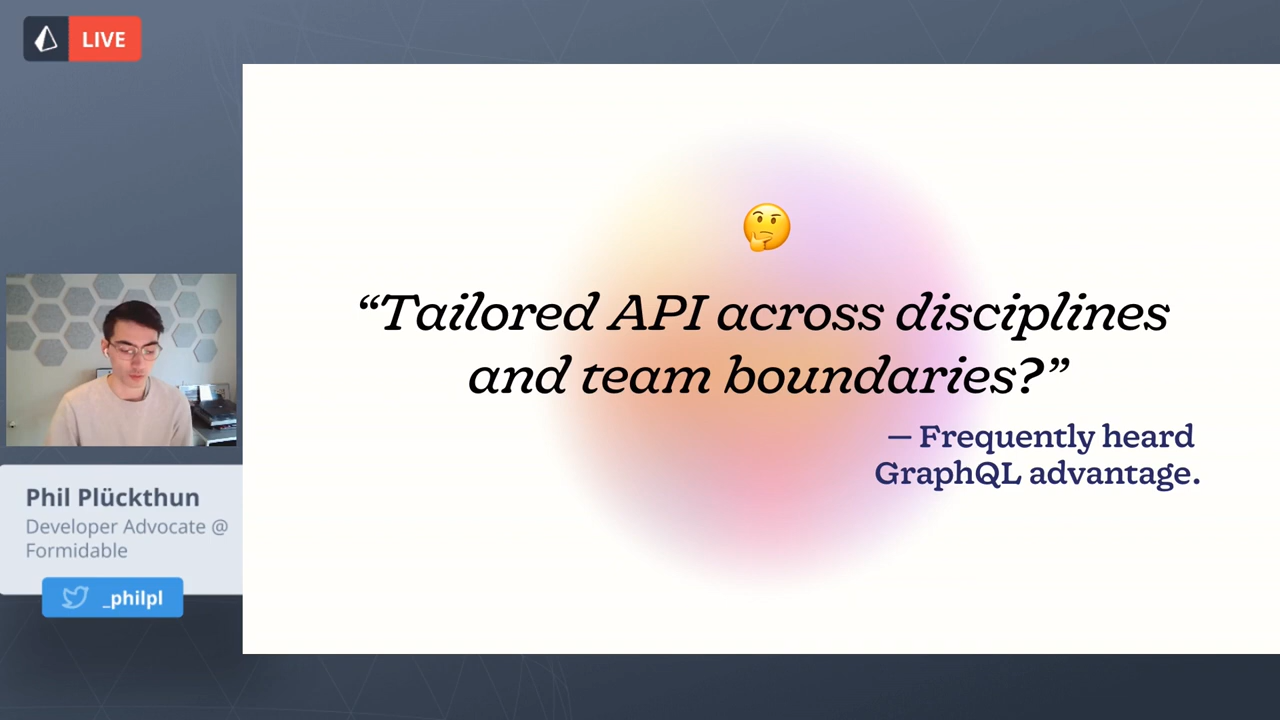 LIVE
“Tailored API across disciplines
and team boundaries?”
— Frequently heard
GraphQL advantage.
Phil Plückthun
Developer Advocate @
Formidable
_philpl